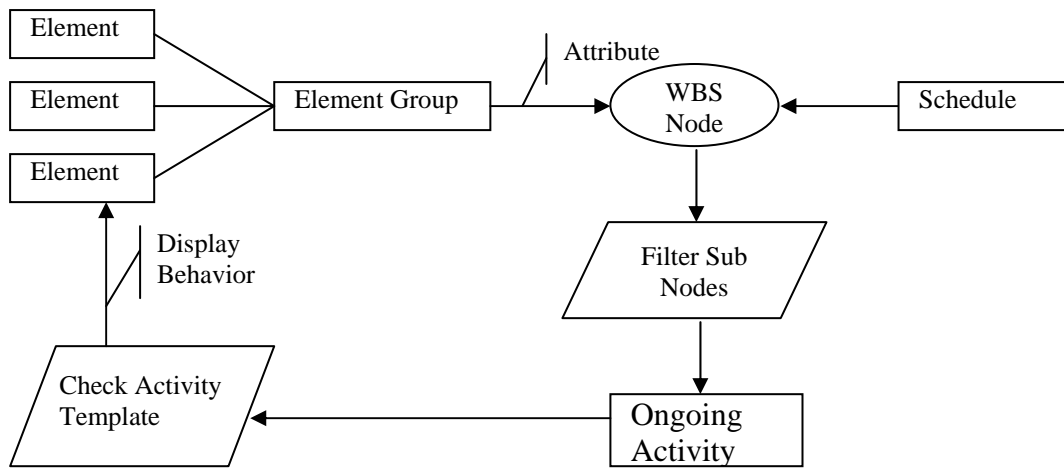 Element
Attribute
Element
Element Group
WBS
Node
Schedule
Element
Display
Behavior
Filter Sub
Nodes
Check Activity
Template
Ongoing
Activity